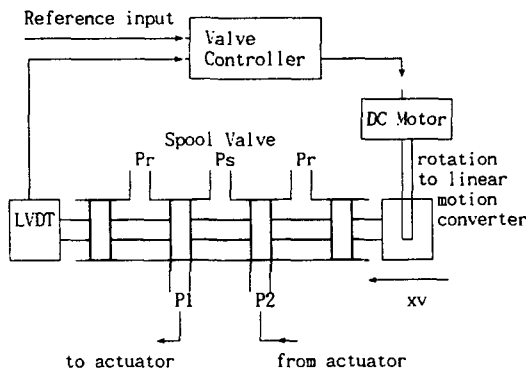 Reference input
Valve
Controller
DC Motor
Spool Valve
Pr
Ps
Pr
rotation
to linear
motion
converter
LVDT
P1
P2
xv
to actuator
from actuator